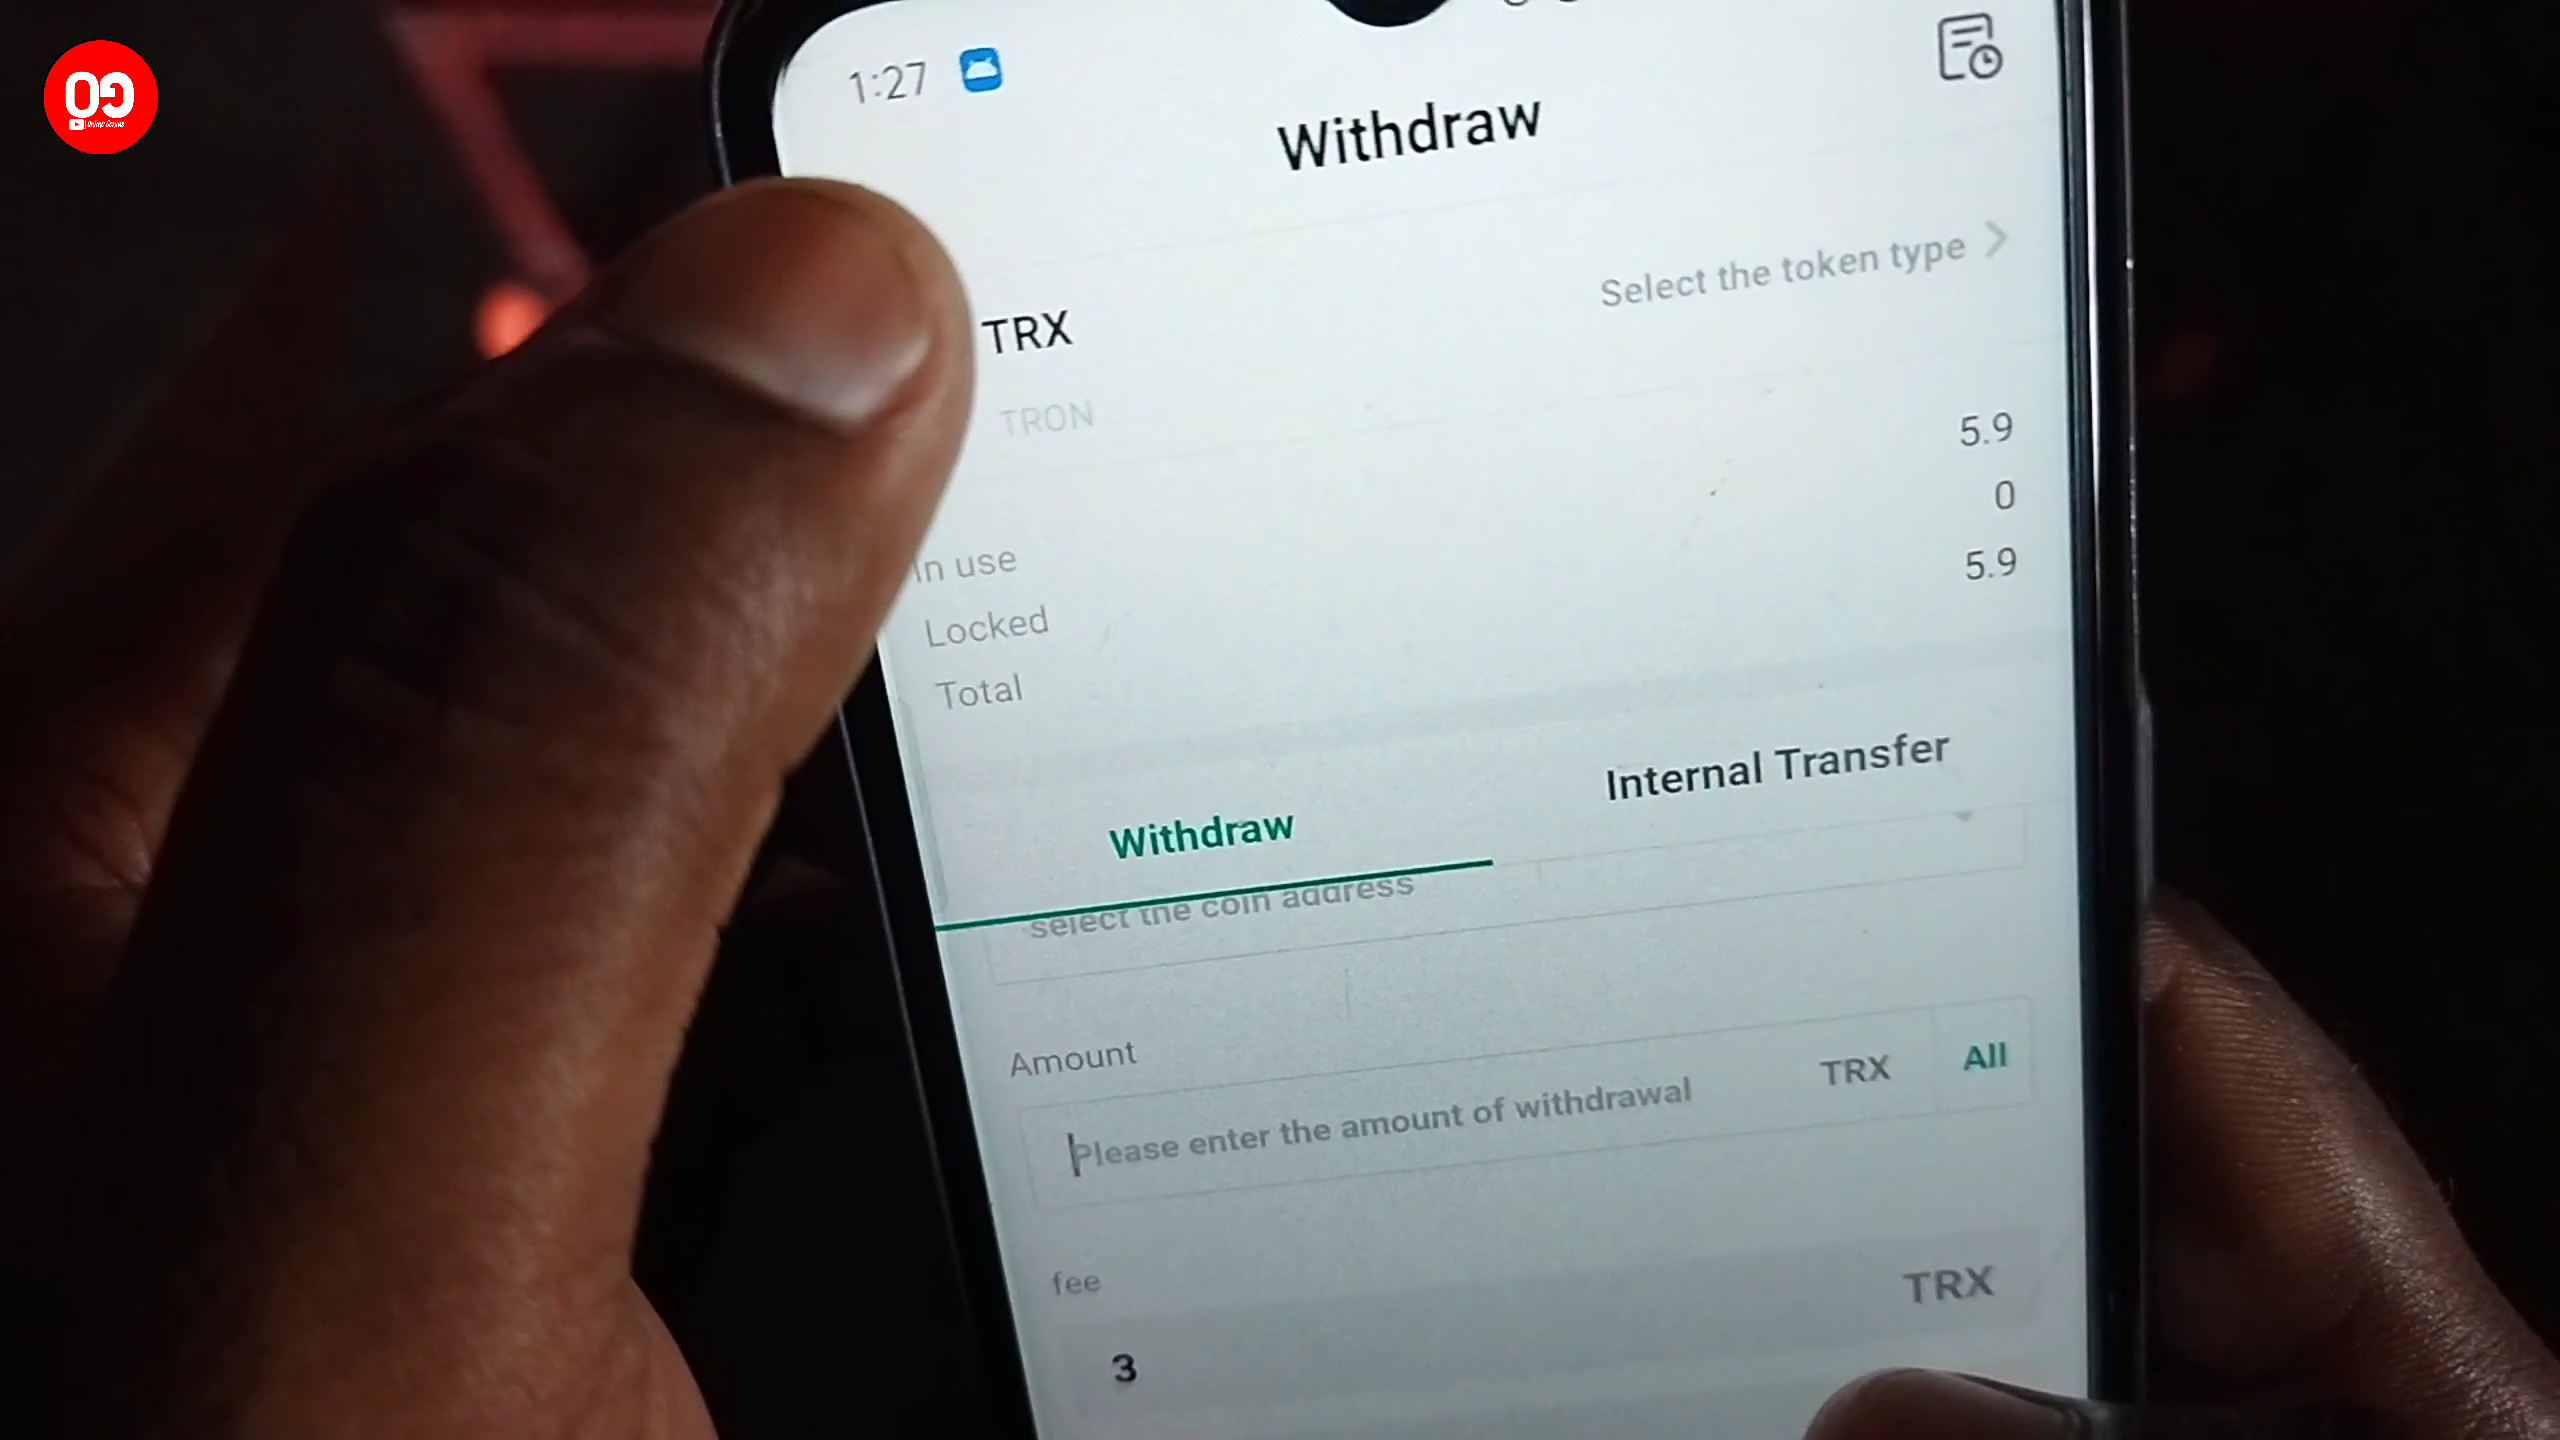 1:27
Withdraw
TRX
Select the token type
TRON
5.9
In use
0
Locked
5.9
Total
Withdraw
Internal Transfer
select the coin address
Amount
Please enter the amount of withdrawal
TRX
All
fee
3
TRX